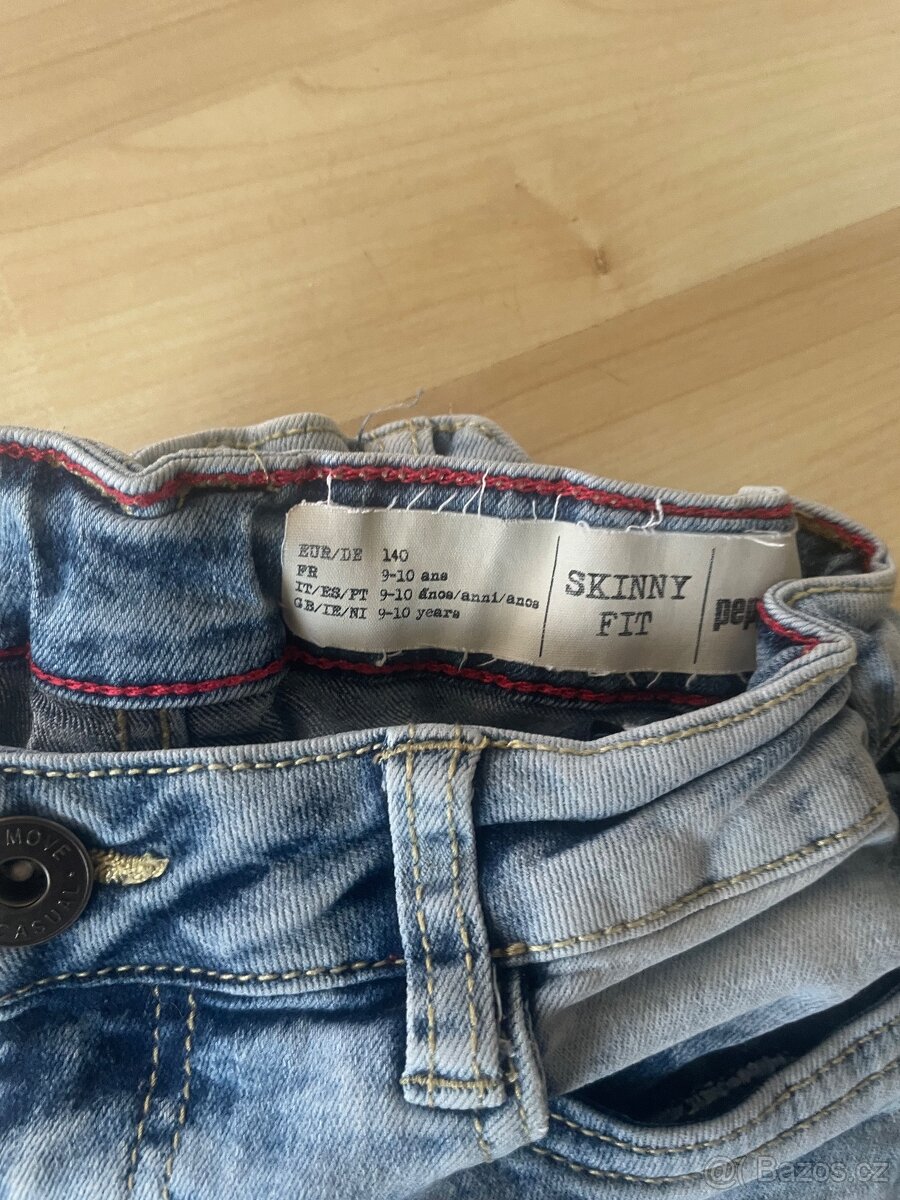 EUR/DE 140
FR 9-10 ans
IT/ES/PT 9-10 años/anni/anos
GB/IE/NI 9-10 years
SKINNY
FIT
pep
MOVE
CASUAL
@ Bazos.cz